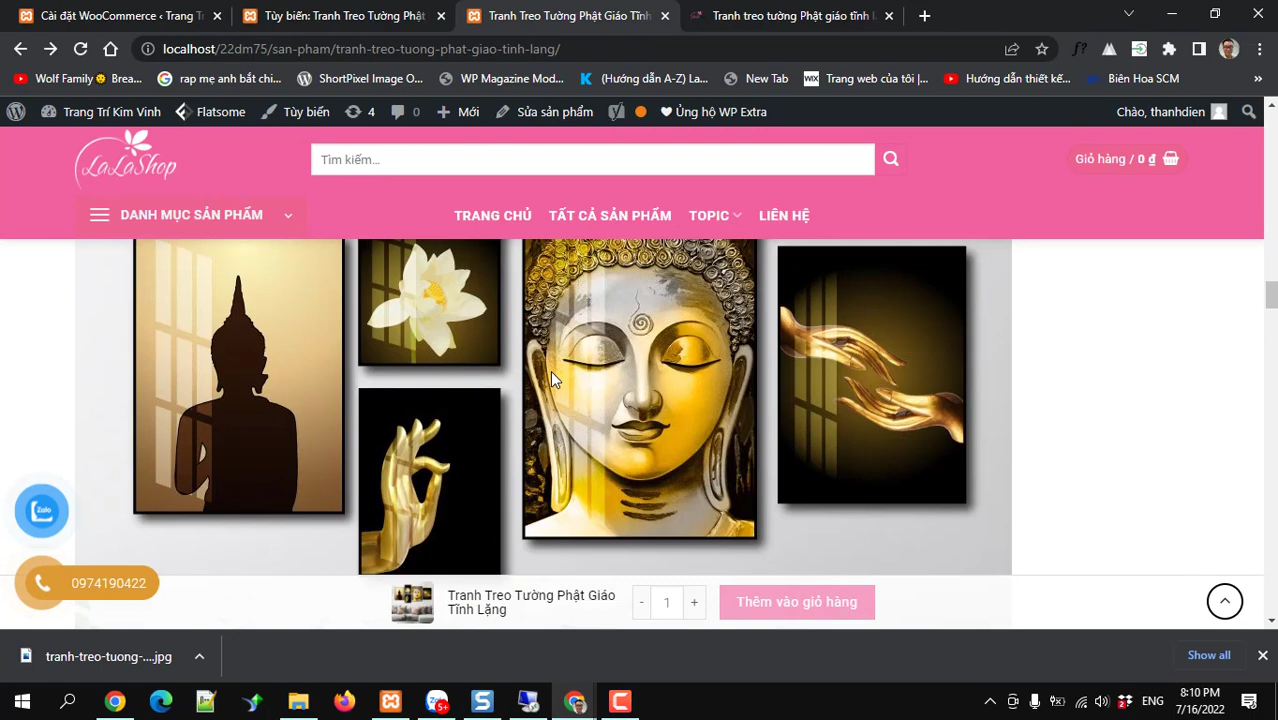 Cài đặt WooCommerce ‹ Trang Tr
Tùy biến: Tranh Treo Tường Phật
Tranh Treo Tường Phật Giáo Tĩnh
Tranh treo tường Phật giáo tĩnh l
localhost/22dm75/san-pham/tranh-treo-tuong-phat-giao-tinh-lang/
Wolf Family Brea...
rap mẹ anh bắt chi...
ShortPixel Image O...
WP Magazine Mod...
(Hướng dẫn A-Z) La...
New Tab
Trang web của tôi |...
Hướng dẫn thiết kế...
Biên Hoa SCM
Trang Trí Kim Vinh
Flatsome
Tùy biến
4
0
Mới
Sửa sản phẩm
Ủng hộ WP Extra
Chào, thanhdien
LaLaShop
Tìm kiếm...
Giỏ hàng / 0 ₫
DANH MỤC SẢN PHẨM
TRANG CHỦ
TẤT CẢ SẢN PHẨM
TOPIC
LIÊN HỆ
Zalo
0974190422
Tranh Treo Tường Phật Giáo
Tĩnh Lặng
- 1 +
Thêm vào giỏ hàng
tranh-treo-tuong-....jpg
Show all
5+
2
ENG
8:10 PM
7/16/2022